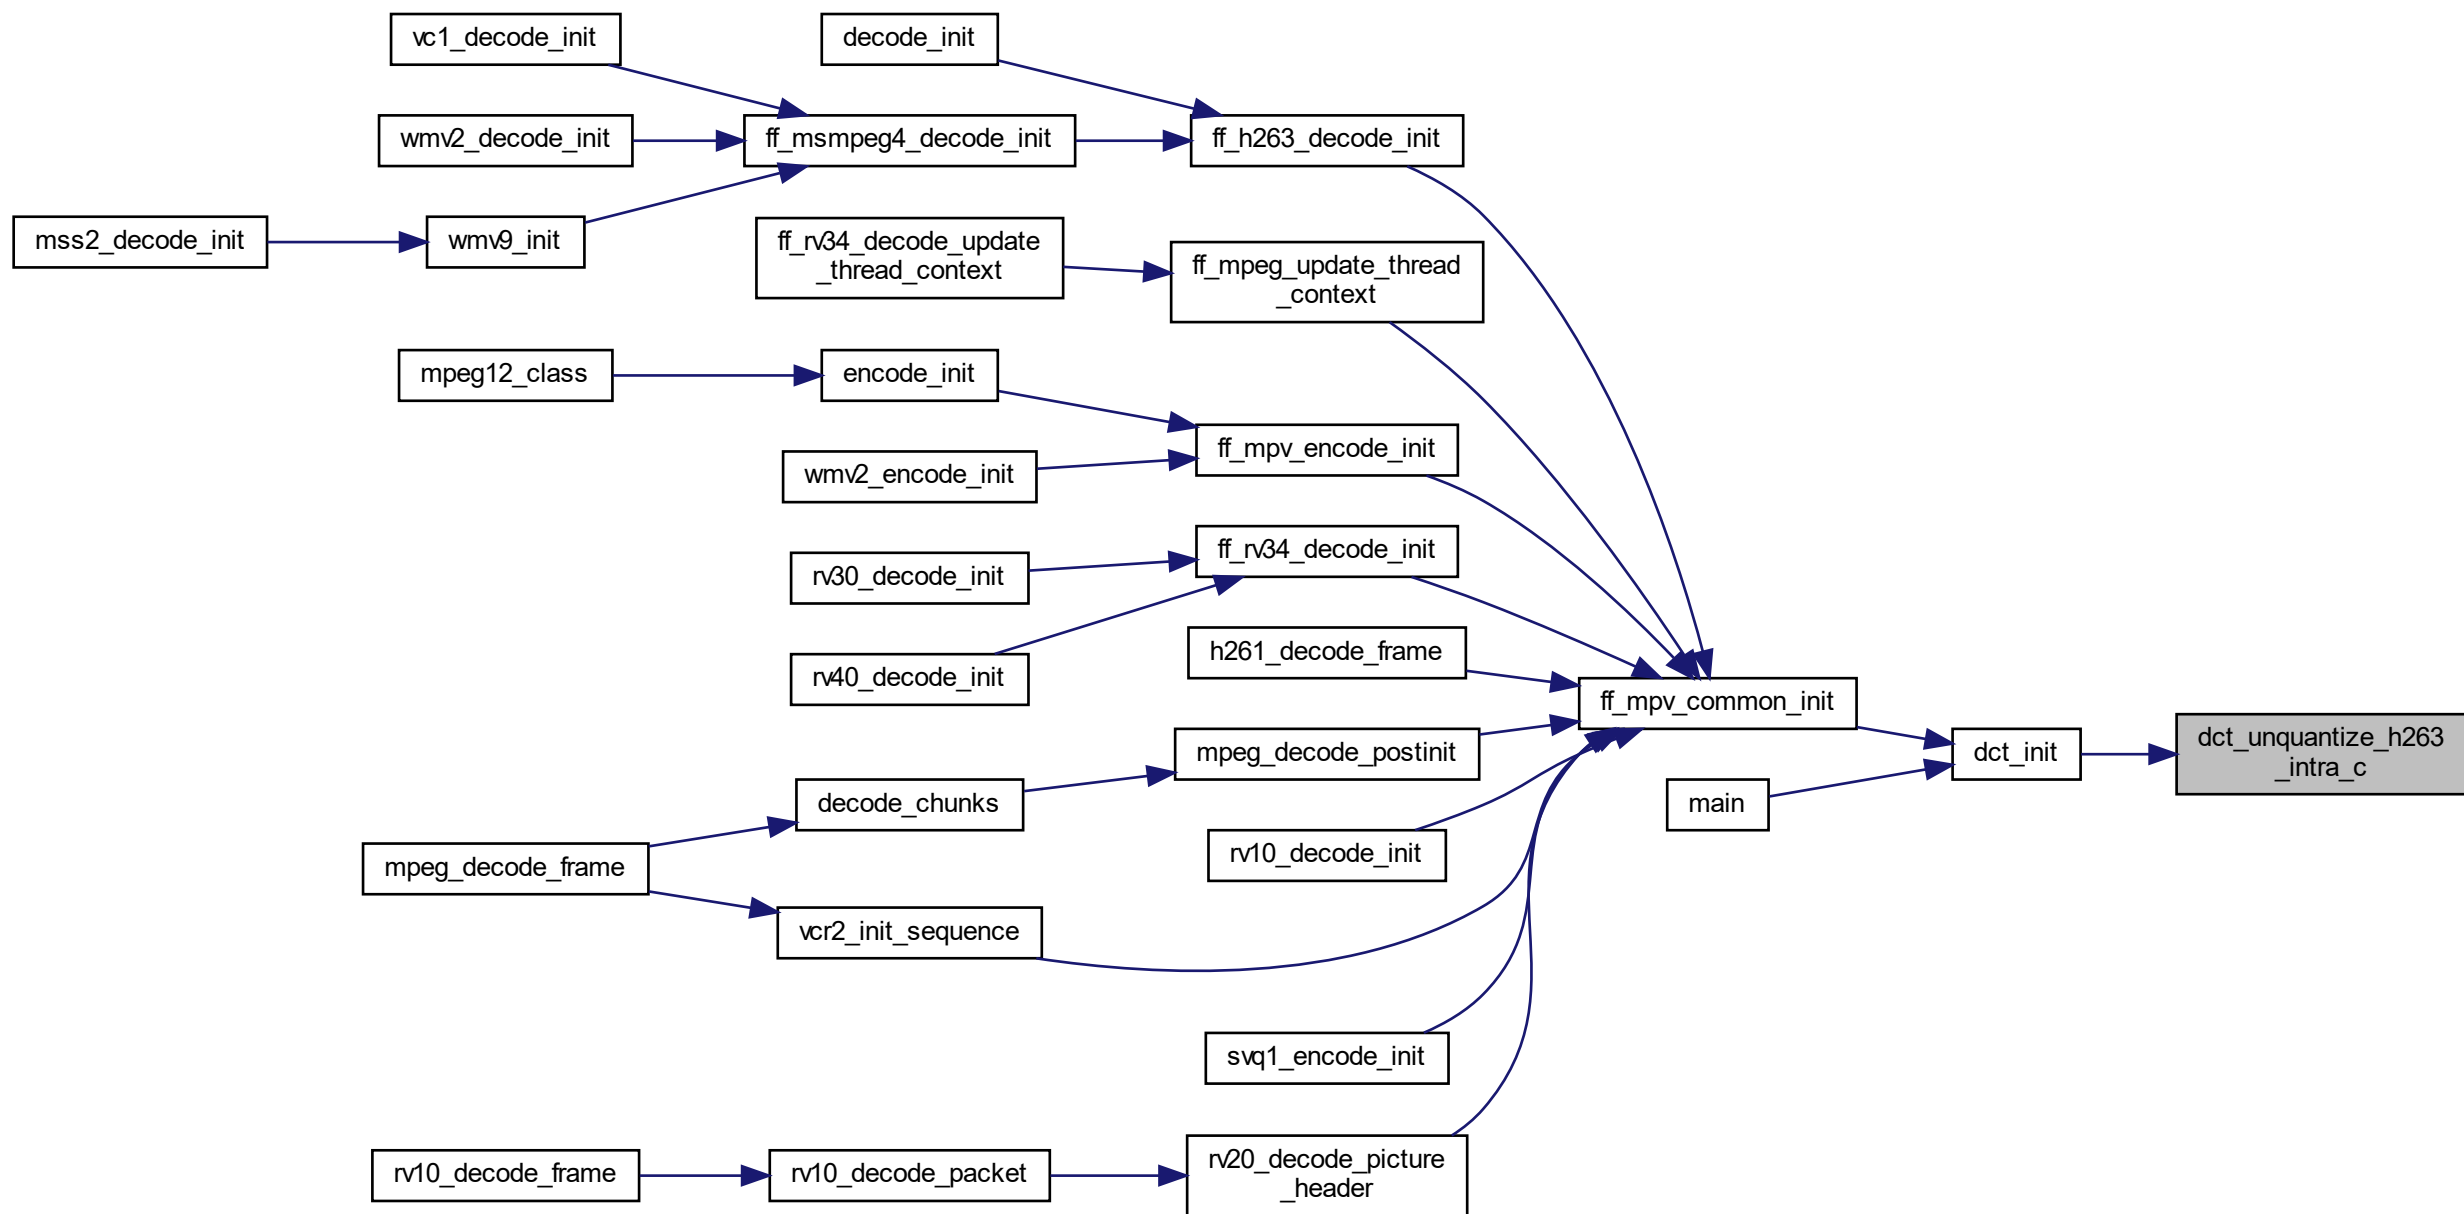 vc1_decode_init
decode_init
wmv2_decode_init
ff_msmpeg4_decode_init
ff_h263_decode_init
mss2_decode_init
wmv9_init
ff_rv34_decode_update
_thread_context
ff_mpeg_update_thread
_context
mpeg12_class
encode_init
ff_mpv_encode_init
wmv2_encode_init
ff_rv34_decode_init
rv30_decode_init
h261_decode_frame
rv40_decode_init
ff_mpv_common_init
mpeg_decode_postinit
dct_init
dct_unquantize_h263
_intra_c
decode_chunks
main
mpeg_decode_frame
rv10_decode_init
vcr2_init_sequence
svq1_encode_init
rv10_decode_frame
rv10_decode_packet
rv20_decode_picture
_header